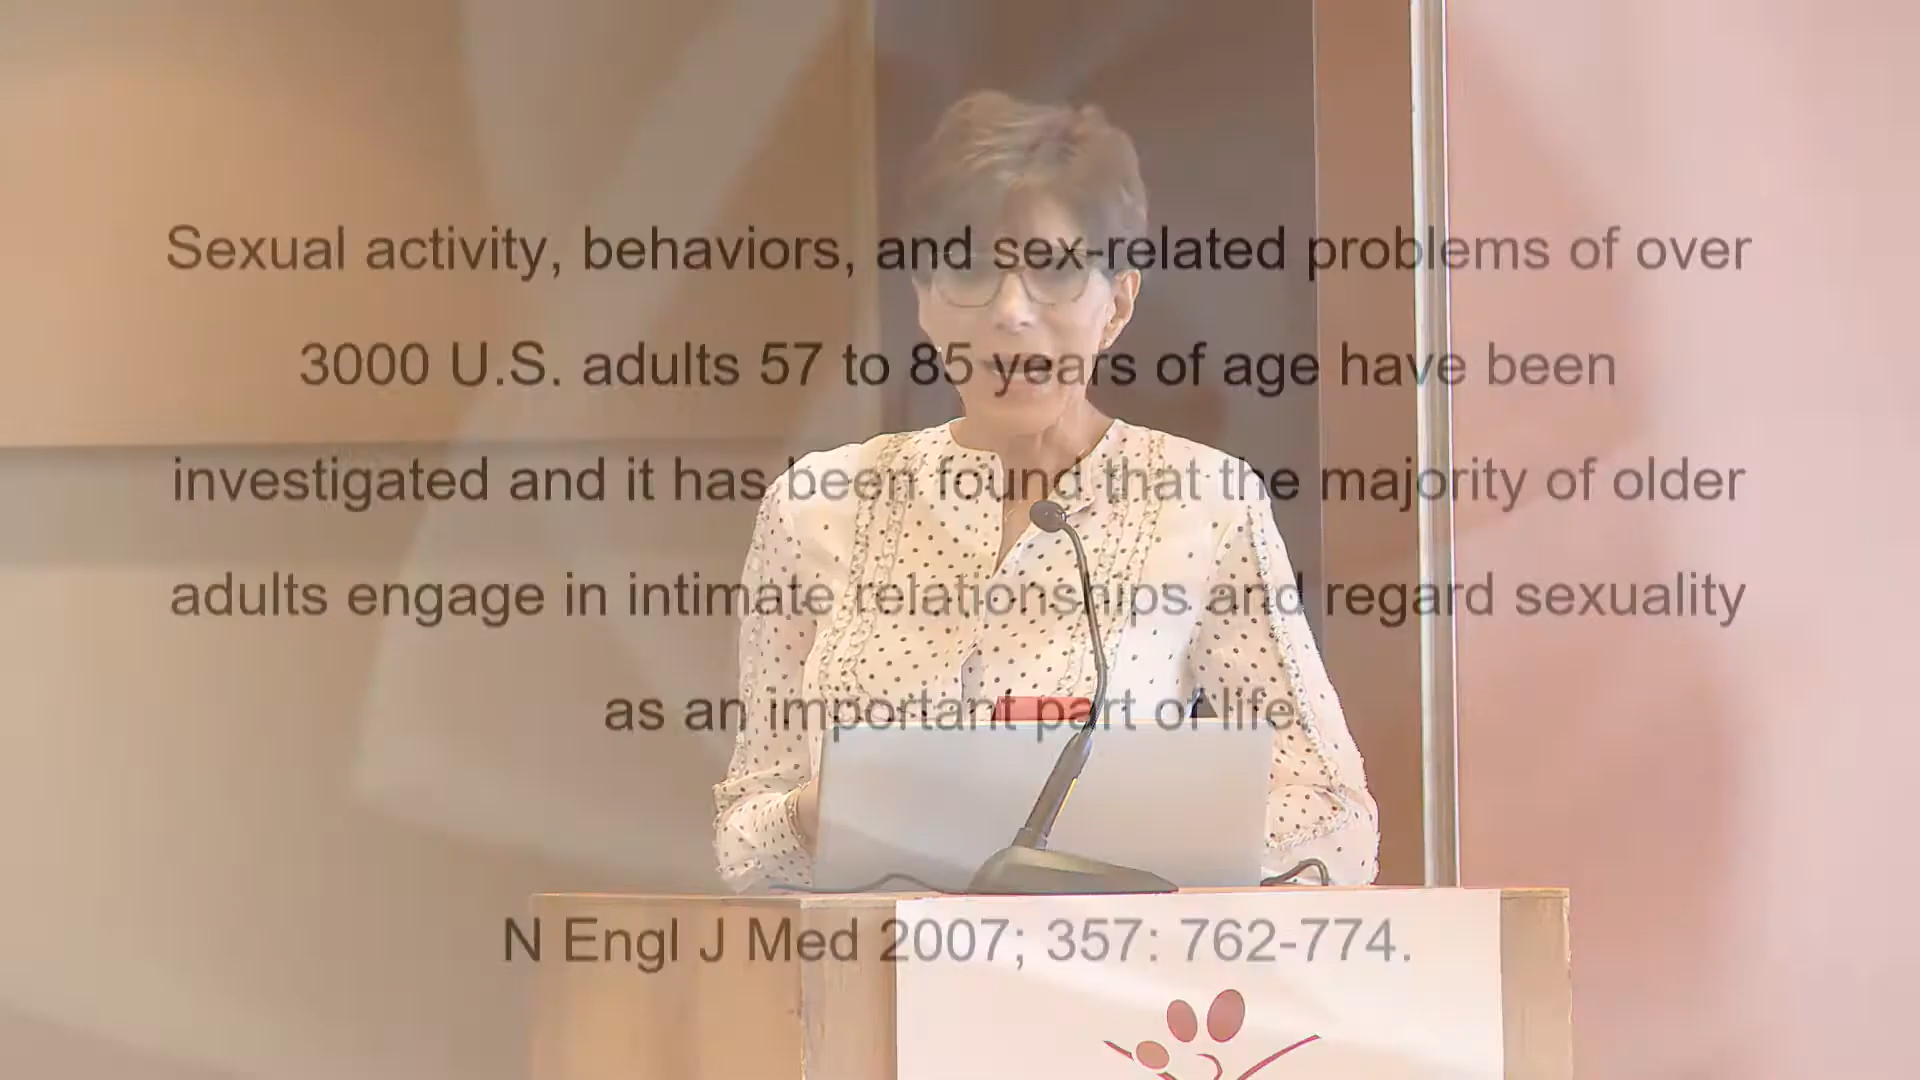 Sexual activity, behaviors, and sex-related problems of over
3000 U.S. adults 57 to 85 years of age have been
investigated and it has been found that the majority of older
adults engage in intimate relationships and regard sexuality
as an important part of life.
N Engl J Med 2007; 357: 762-774.